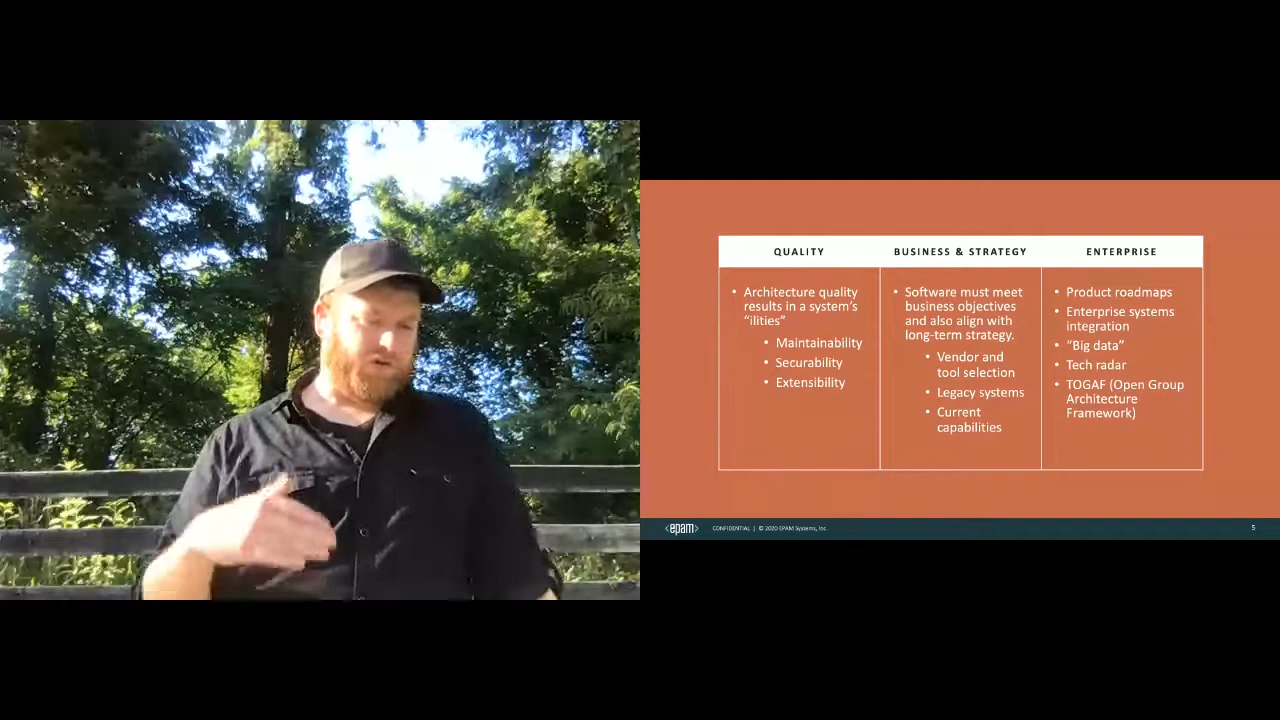 QUALITY
BUSINESS & STRATEGY
ENTERPRISE
• Architecture quality
results in a system's
"ilities"
• Maintainability
• Securability
• Extensibility
• Software must meet
business objectives
and also align with
long-term strategy.
• Vendor and
tool selection
• Legacy systems
• Current
capabilities
• Product roadmaps
• Enterprise systems
integration
• "Big data"
• Tech radar
• TOGAF (Open Group
Architecture
Framework)
<epam>
CONFIDENTIAL | © 2020 EPAM Systems, Inc.
5